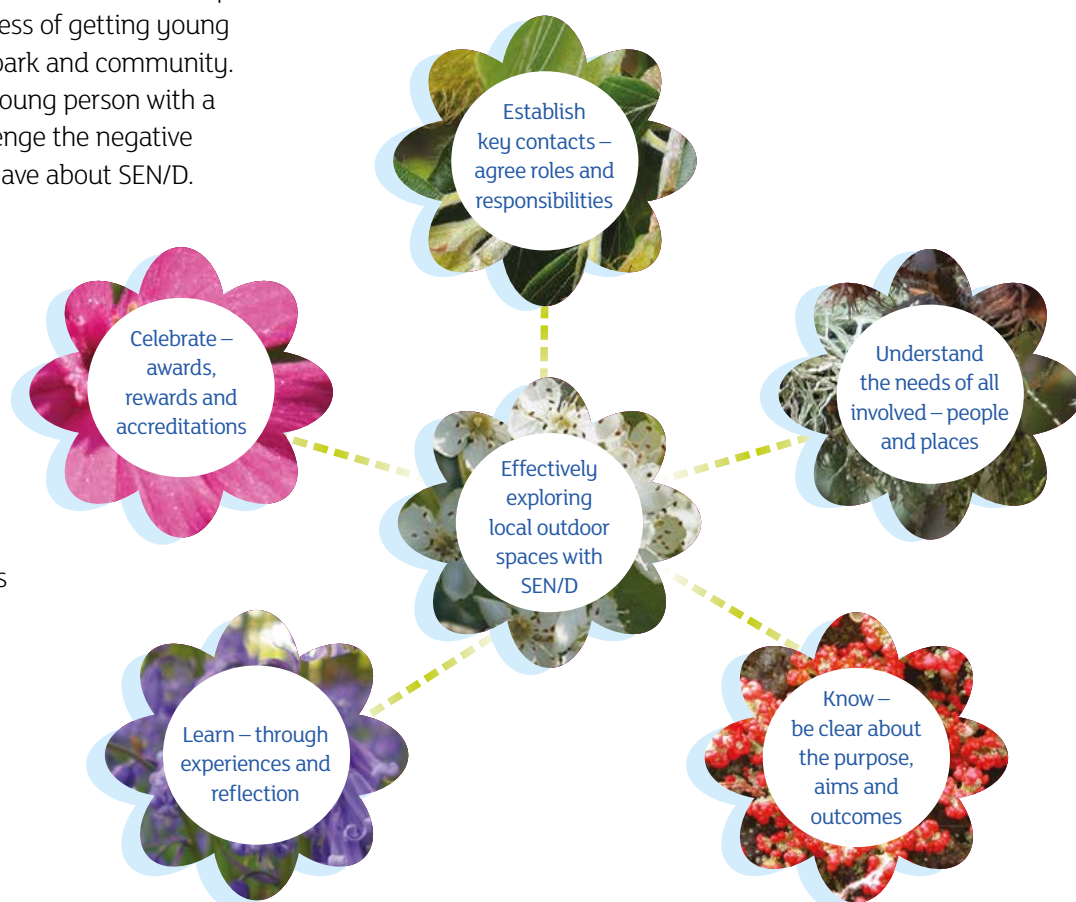 ess of getting young
park and community.
oung person with a
enge the negative
ave about SEN/D.
Establish
key contacts –
agree roles and
responsibilities
Celebrate –
awards,
rewards and
accreditations
Understand
the needs of all
involved – people
and places
Effectively
exploring
local outdoor
spaces with
SEN/D
s
Learn – through
experiences and
reflection
Know –
be clear about
the purpose,
aims and
outcomes